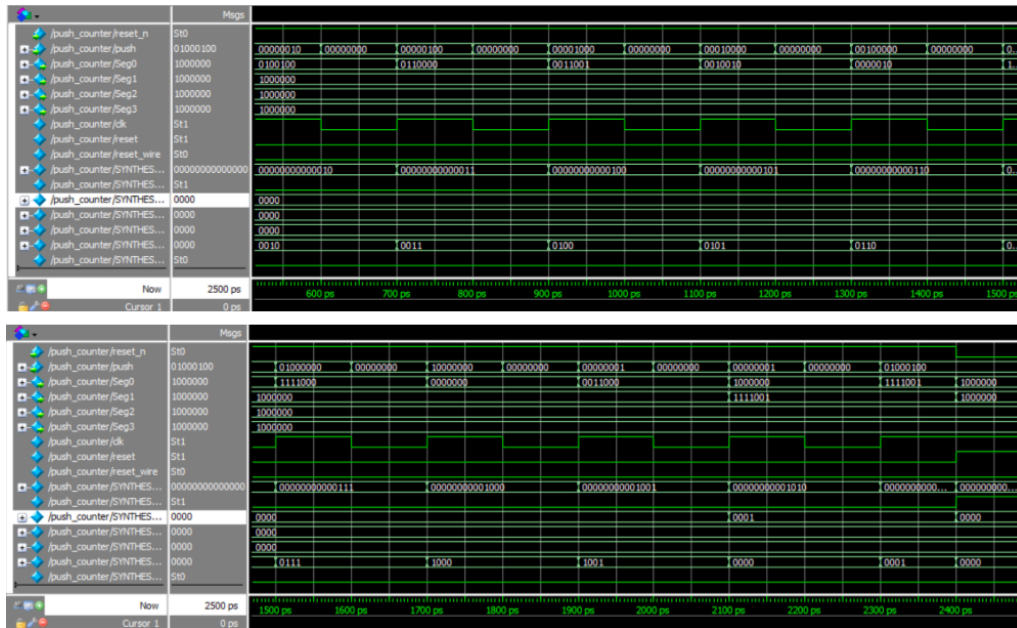 Msgs
/push_counter/reset_n St0
/push_counter/push 01000100 00000010 00000000 00000100 00000000 00001000 00000000 00010000 00000000 00100000 00000000 0...
/push_counter/Seg0 1000000 0100100 0110000 0011001 0010010 0000010 1...
/push_counter/Seg1 1000000 1000000
/push_counter/Seg2 1000000 1000000
/push_counter/Seg3 1000000 1000000
/push_counter/clk St1
/push_counter/reset St1
/push_counter/reset_wire St0
/push_counter/SYNTHES... 00000000000000 00000000000010 00000000000011 00000000000100 00000000000101 00000000000110 0...
/push_counter/SYNTHES... St1
/push_counter/SYNTHES... 0000 0000
/push_counter/SYNTHES... 0000 0000
/push_counter/SYNTHES... 0000 0000
/push_counter/SYNTHES... 0000 0010 0011 0100 0101 0110 0...
/push_counter/SYNTHES... St0
Now 2500 ps 600 ps 700 ps 800 ps 900 ps 1000 ps 1100 ps 1200 ps 1300 ps 1400 ps 1500 ps
Cursor 1 0 ps
Msgs
/push_counter/reset_n St0
/push_counter/push 01000100 01000000 00000000 10000000 00000000 00000001 00000000 00000001 00000000 01000100
/push_counter/Seg0 1000000 1111000 0000000 0011000 1000000 1111001 1000000
/push_counter/Seg1 1000000 1000000 1111001 1000000
/push_counter/Seg2 1000000 1000000
/push_counter/Seg3 1000000 1000000
/push_counter/clk St1
/push_counter/reset St1
/push_counter/reset_wire St0
/push_counter/SYNTHES... 00000000000000 00000000000111 00000000001000 00000000001001 00000000001010 00000000... 00000000...
/push_counter/SYNTHES... St1
/push_counter/SYNTHES... 0000 0000 0001 0000
/push_counter/SYNTHES... 0000 0000
/push_counter/SYNTHES... 0000 0000
/push_counter/SYNTHES... 0000 0111 1000 1001 0000 0001 0000
/push_counter/SYNTHES... St0
Now 2500 ps 1500 ps 1600 ps 1700 ps 1800 ps 1900 ps 2000 ps 2100 ps 2200 ps 2300 ps 2400 ps
Cursor 1 0 ps